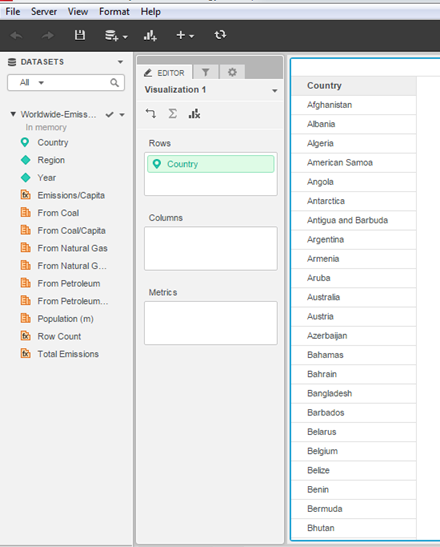 File Server View Format Help
DATASETS
All
Worldwide-Emiss...
In memory
Country
Region
Year
Emissions/Capita
From Coal
From Coal/Capita
From Natural Gas
From Natural G...
From Petroleum
From Petroleum...
Population (m)
Row Count
Total Emissions
EDITOR
Visualization 1
Rows
Country
Columns
Metrics
Country
Afghanistan
Albania
Algeria
American Samoa
Angola
Antarctica
Antigua and Barbuda
Argentina
Armenia
Aruba
Australia
Austria
Azerbaijan
Bahamas
Bahrain
Bangladesh
Barbados
Belarus
Belgium
Belize
Benin
Bermuda
Bhutan